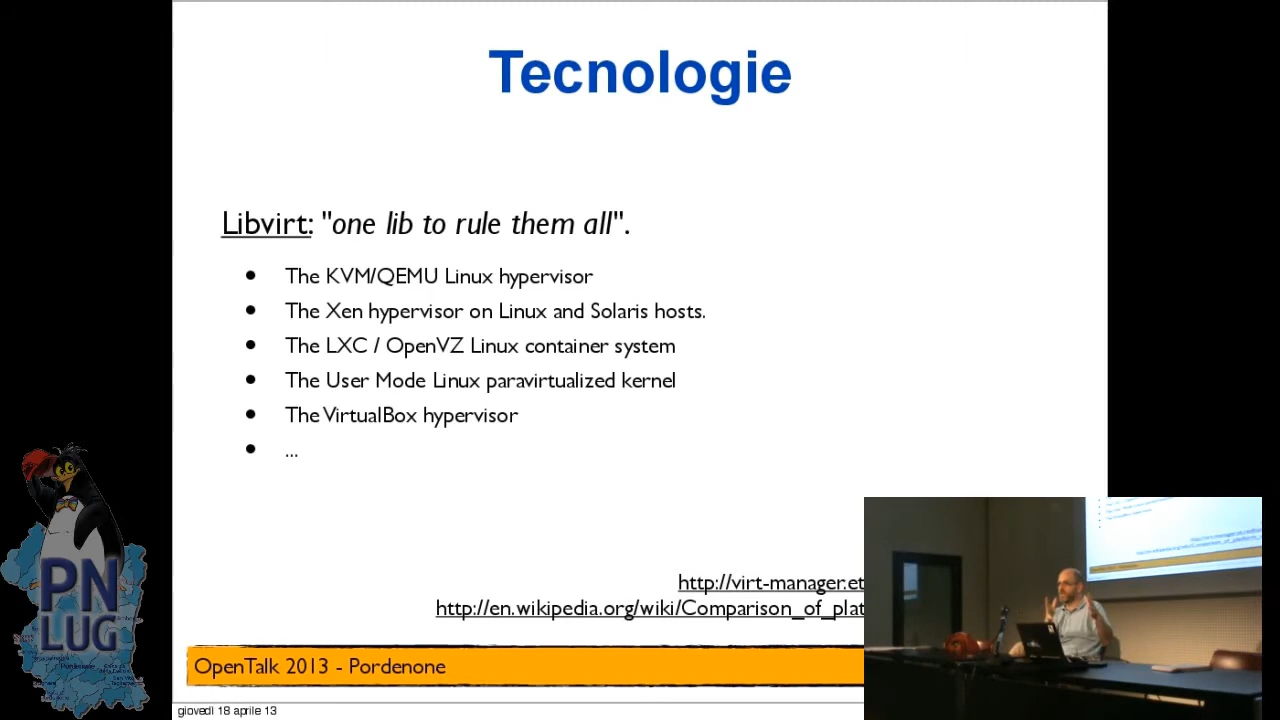 Tecnologie
Libvirt: "one lib to rule them all".
• The KVM/QEMU Linux hypervisor
• The Xen hypervisor on Linux and Solaris hosts.
• The LXC / OpenVZ Linux container system
• The User Mode Linux paravirtualized kernel
• The VirtualBox hypervisor
• ...
http://virt-manager.et
http://en.wikipedia.org/wiki/Comparison_of_plat
OpenTalk 2013 - Pordenone
giovedì 18 aprile 13
PN
LUG